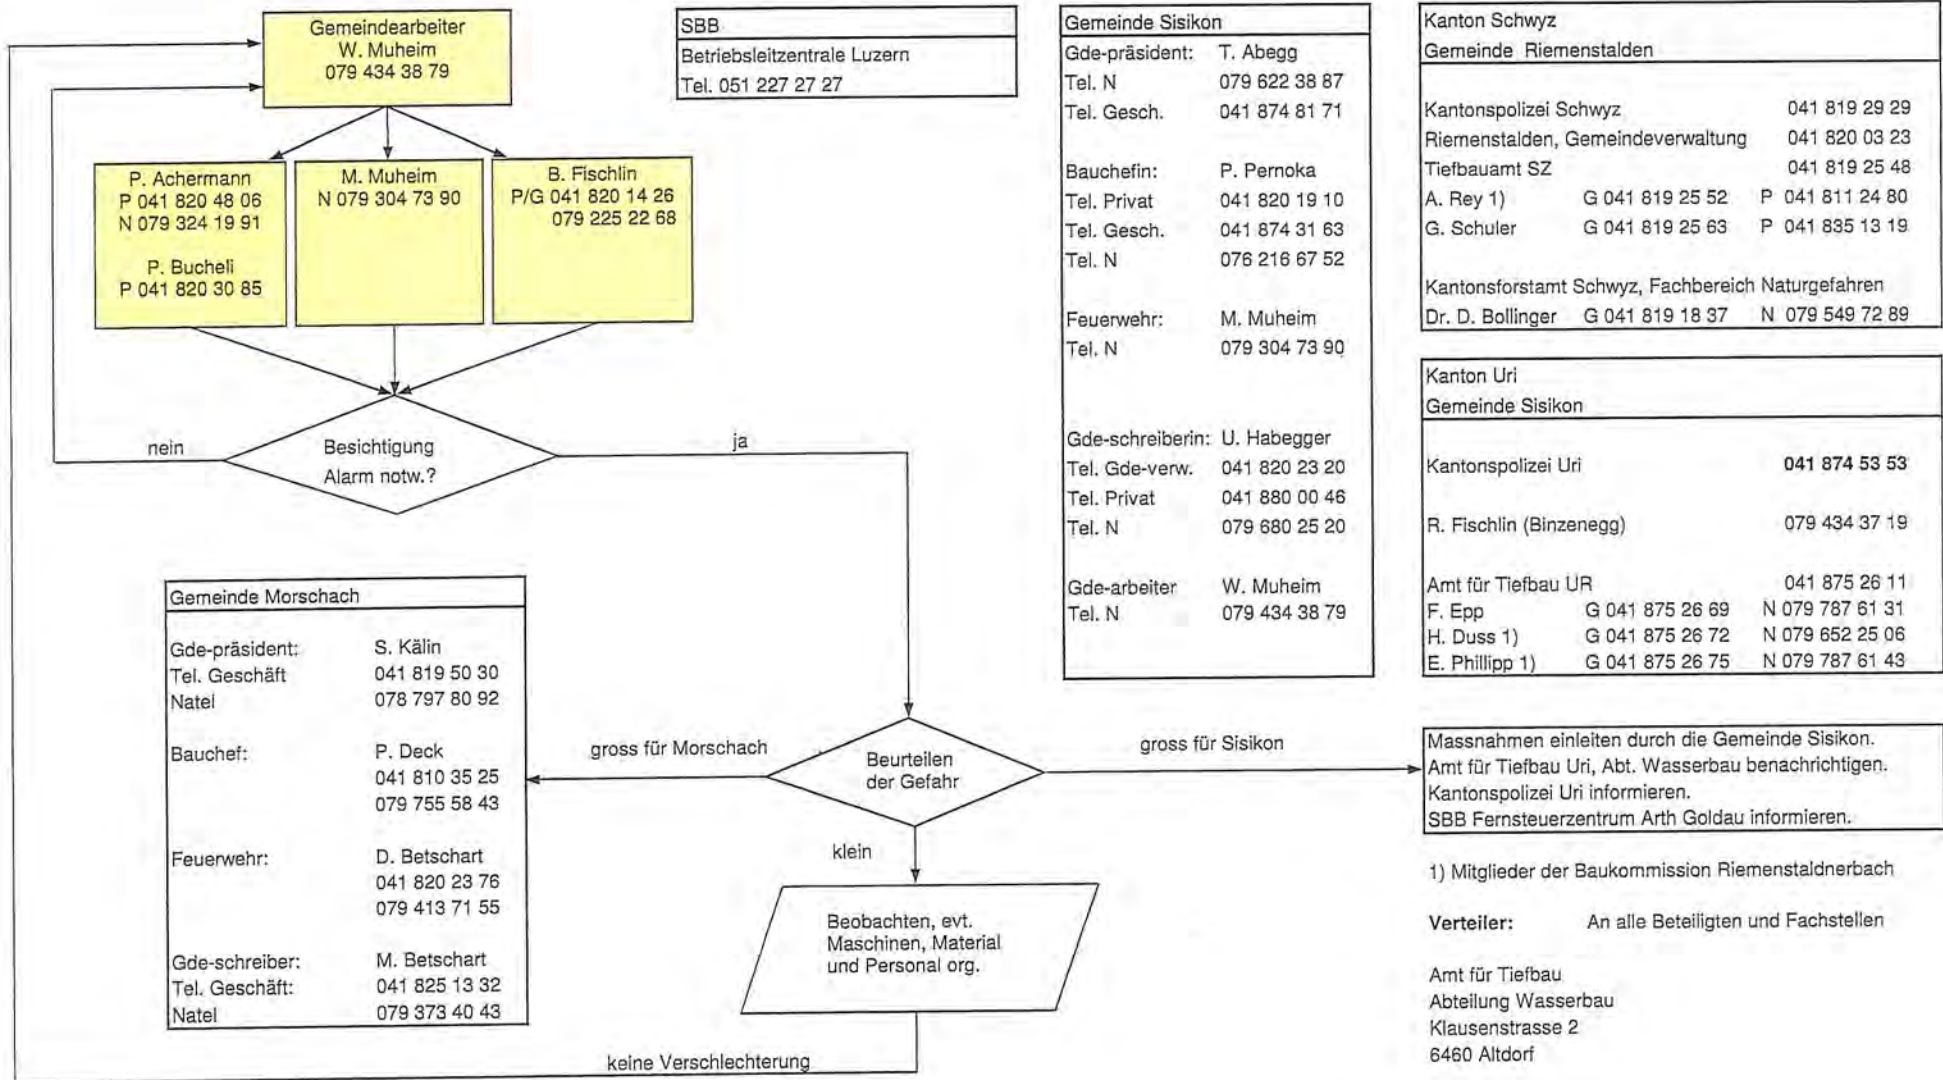 Gemeindearbeiter
W. Muheim
079 434 38 79
P. Achermann
P 041 820 48 06
N 079 324 19 91
P. Bucheli
P 041 820 30 85
M. Muheim
N 079 304 73 90
B. Fischlin
P/G 041 820 14 26
079 225 22 68
nein
Besichtigung
Alarm notw.?
ja
SBB
Betriebsleitzentrale Luzern
Tel. 051 227 27 27
Gemeinde Sisikon
Gde-präsident: T. Abegg
Tel. N 079 622 38 87
Tel. Gesch. 041 874 81 71
Bauchefin: P. Pernoka
Tel. Privat 041 820 19 10
Tel. Gesch. 041 874 31 63
Tel. N 076 216 67 52
Feuerwehr: M. Muheim
Tel. N 079 304 73 90
Gde-schreiberin: U. Habegger
Tel. Gde-verw. 041 820 23 20
Tel. Privat 041 880 00 46
Tel. N 079 680 25 20
Gde-arbeiter W. Muheim
Tel. N 079 434 38 79
Kanton Schwyz
Gemeinde Riemenstalden
Kantonspolizei Schwyz 041 819 29 29
Riemenstalden, Gemeindeverwaltung 041 820 03 23
Tiefbauamt SZ 041 819 25 48
A. Rey 1) G 041 819 25 52 P 041 811 24 80
G. Schuler G 041 819 25 63 P 041 835 13 19
Kantonsforstamt Schwyz, Fachbereich Naturgefahren
Dr. D. Bollinger G 041 819 18 37 N 079 549 72 89
Kanton Uri
Gemeinde Sisikon
Kantonspolizei Uri 041 874 53 53
R. Fischlin (Binzenegg) 079 434 37 19
Amt für Tiefbau UR 041 875 26 11
F. Epp G 041 875 26 69 N 079 787 61 31
H. Duss 1) G 041 875 26 72 N 079 652 25 06
E. Phillipp 1) G 041 875 26 75 N 079 787 61 43
Gemeinde Morschach
Gde-präsident: S. Kälin
Tel. Geschäft 041 819 50 30
Natel 078 797 80 92
Bauchef: P. Deck
041 810 35 25
079 755 58 43
Feuerwehr: D. Betschart
041 820 23 76
079 413 71 55
Gde-schreiber: M. Betschart
Tel. Geschäft: 041 825 13 32
Natel 079 373 40 43
gross für Morschach
Beurteilen
der Gefahr
gross für Sisikon
klein
Beobachten, evt.
Maschinen, Material
und Personal org.
keine Verschlechterung
Massnahmen einleiten durch die Gemeinde Sisikon.
Amt für Tiefbau Uri, Abt. Wasserbau benachrichtigen.
Kantonspolizei Uri informieren.
SBB Fernsteuerzentrum Arth Goldau informieren.
1) Mitglieder der Baukommission Riemenstaldnerbach
Verteiler: An alle Beteiligten und Fachstellen
Amt für Tiefbau
Abteilung Wasserbau
Klausenstrasse 2
6460 Altdorf